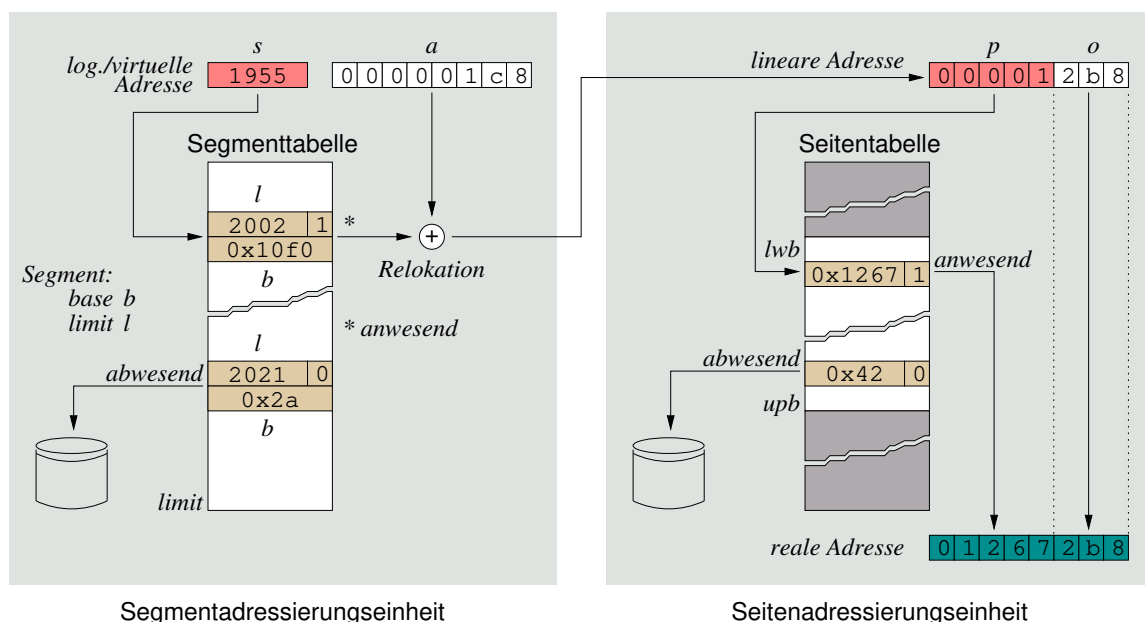 s
a
log./virtuelle
Adresse
1955
0 0 0 0 0 1 c 8
Segmenttabelle
l
2002 1 *
0x10f0
b
Relokation
Segment:
base b
limit l
* anwesend
l
abwesend
2021 0
0x2a
b
limit
Segmentadressierungseinheit
p
o
lineare Adresse
0 0 0 0 1 2 b 8
Seitentabelle
lwb
anwesend
0x1267 1
abwesend
0x42 0
upb
reale Adresse
0 1 2 6 7 2 b 8
Seitenadressierungseinheit